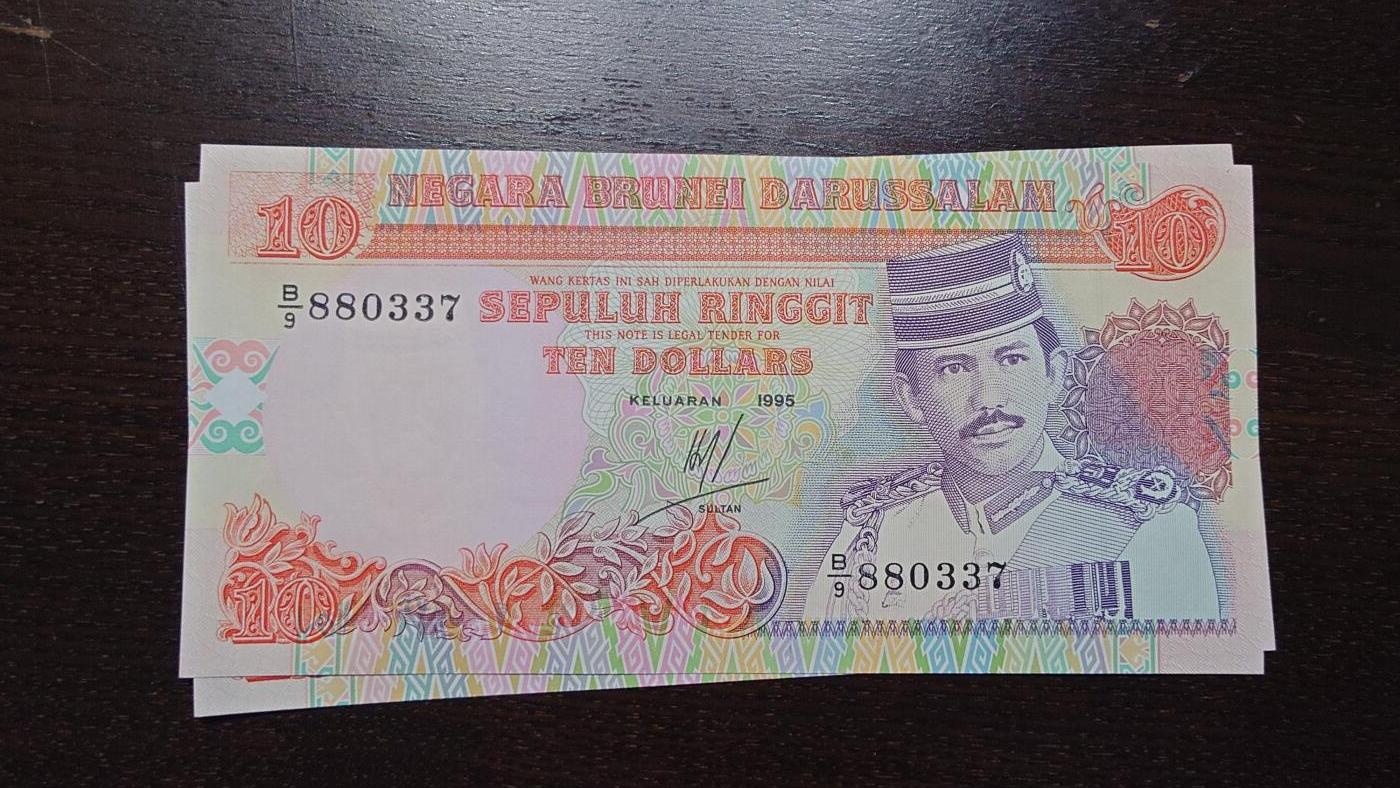 NEGARA BRUNEI DARUSSALAM
10
10
WANG KERTAS INI SAH DIPERLAKUKAN DENGAN NILAI
B/9 880337
SEPULUH RINGGIT
THIS NOTE IS LEGAL TENDER FOR
TEN DOLLARS
KELUARAN 1995
SULTAN
B/9 880337
10